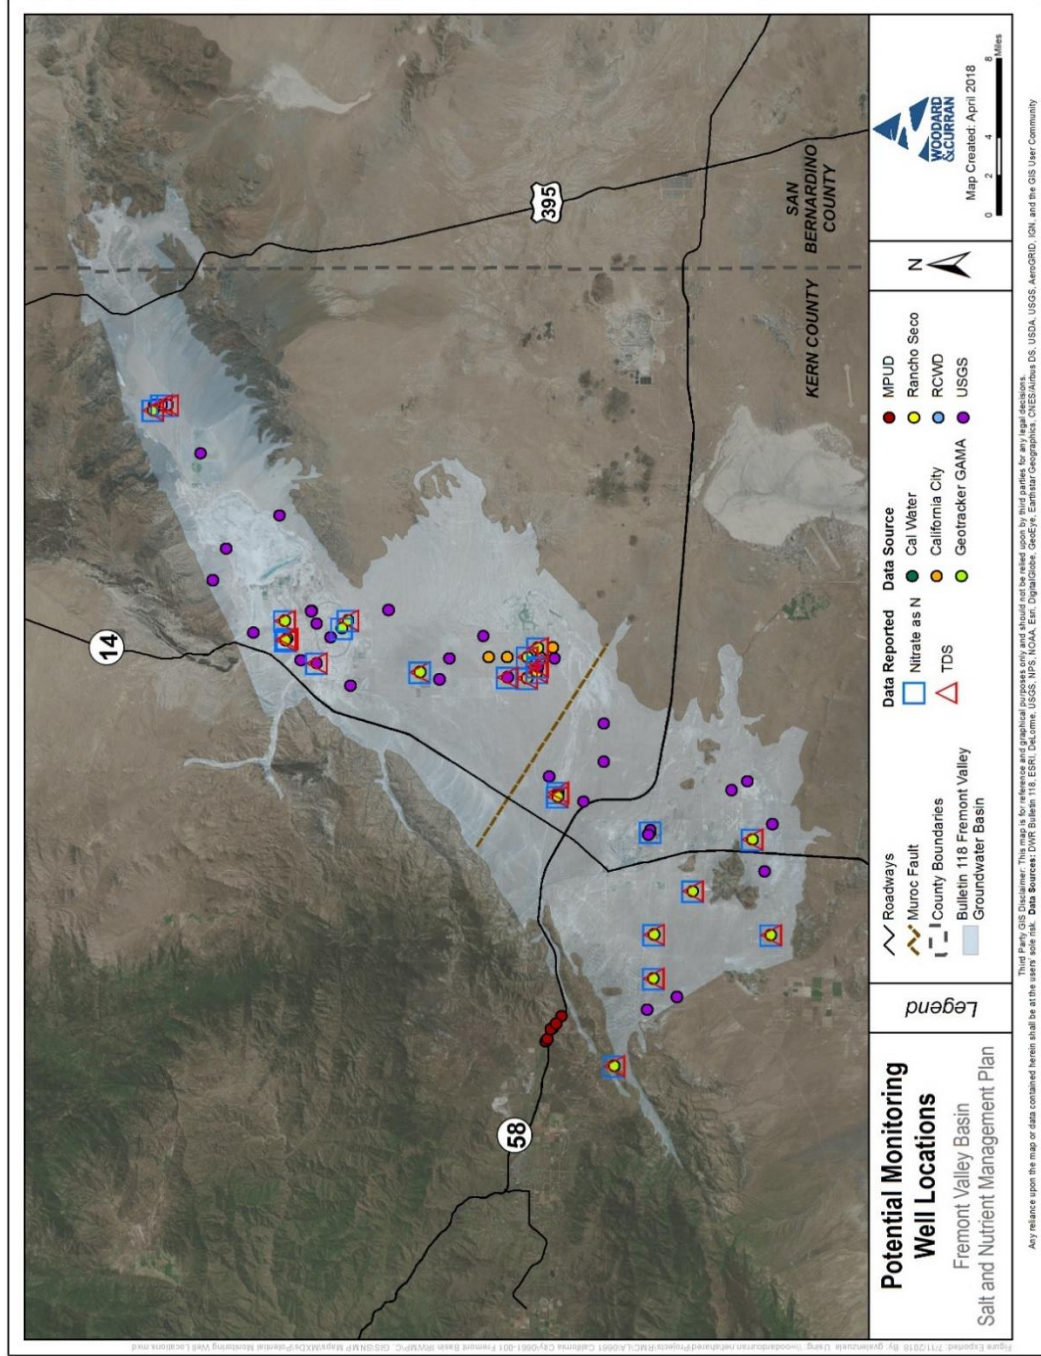 14
395
58
SAN
BERNARDINO
COUNTY
KERN COUNTY
Potential Monitoring
Well Locations
Fremont Valley Basin
Salt and Nutrient Management Plan
Legend
Roadways
Muroc Fault
County Boundaries
Bulletin 118 Fremont Valley
Groundwater Basin
Data Reported
Nitrate as N
TDS
Data Source
Cal Water
California City
Geotracker GAMA
MPUD
Rancho Seco
RCWD
USGS
N
WOODARD
&CURRAN
Map Created: April 2018
0 2 4 8
Miles
Third Party GIS Disclaimer: This map is for reference and graphical purposes only and should not be relied upon by third parties for any legal decisions.
Any reliance upon the map or data contained herein shall be at the users' sole risk. Data Sources: DWR Bulletin 118, ESRI, DeLorme, USGS, NPS, NOAA, Esri, DigitalGlobe, GeoEye, Earthstar Geographics, CNES/Airbus DS, USDA, USGS, AeroGRID, IGN, and the GIS User Community